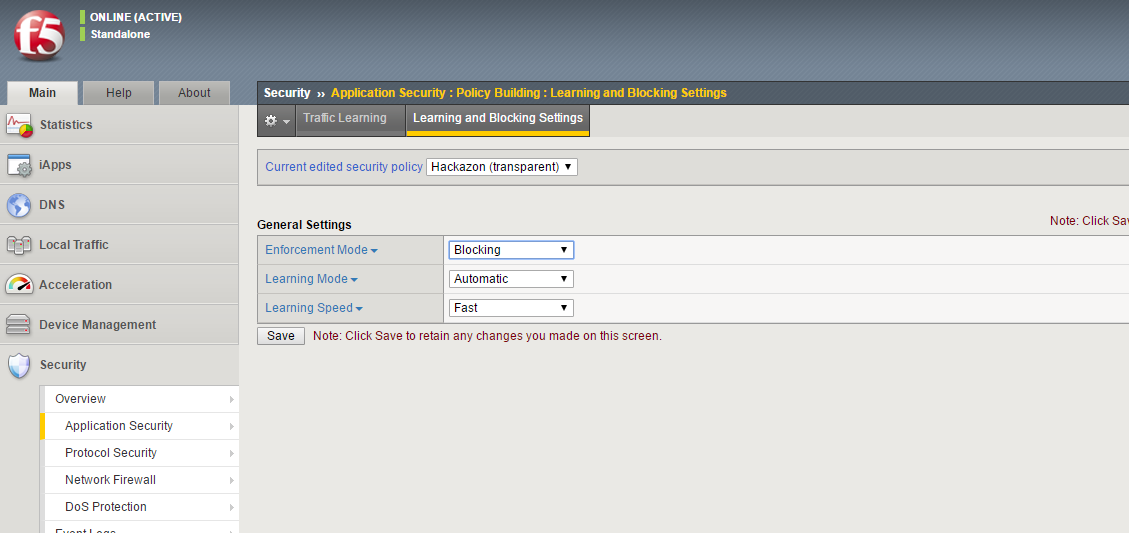 f5
ONLINE (ACTIVE)
Standalone
Main Help About
Statistics
iApps
DNS
Local Traffic
Acceleration
Device Management
Security
Overview
Application Security
Protocol Security
Network Firewall
DoS Protection
Event Logs
Security ›› Application Security : Policy Building : Learning and Blocking Settings
Traffic Learning Learning and Blocking Settings
Current edited security policy Hackazon (transparent)
Note: Click Sav
General Settings
Enforcement Mode Blocking
Learning Mode Automatic
Learning Speed Fast
Save Note: Click Save to retain any changes you made on this screen.